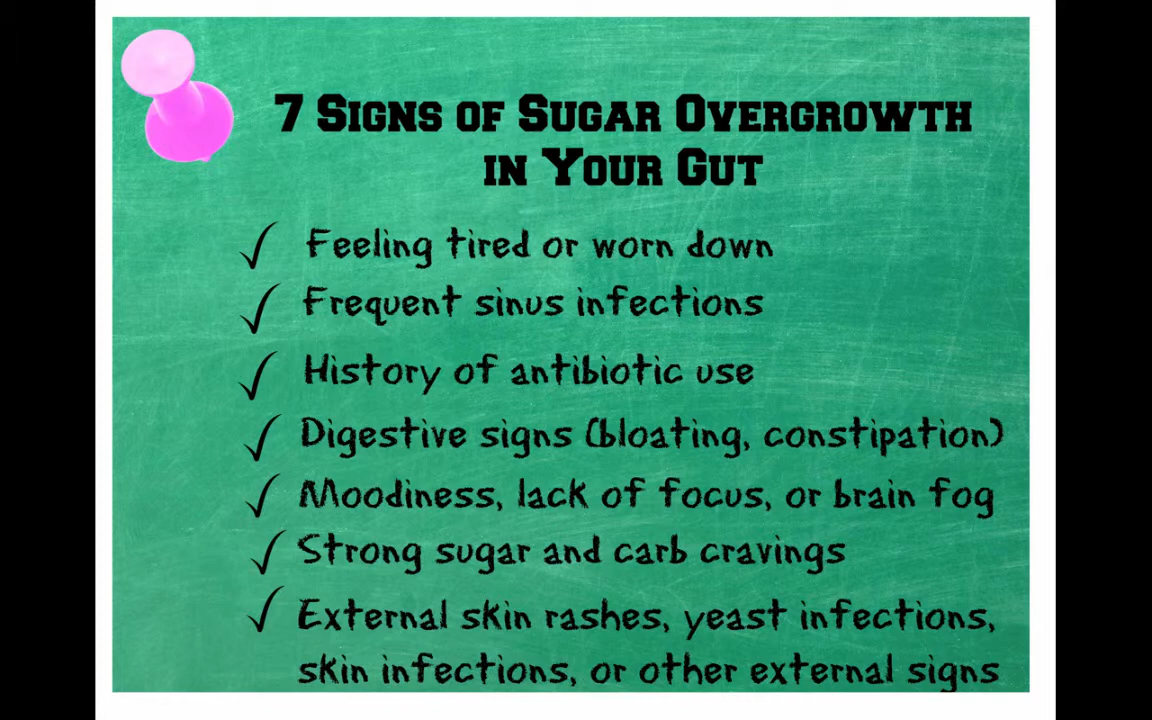 7 Signs of Sugar Overgrowth
in Your Gut
✓ Feeling tired or worn down
✓ Frequent sinus infections
✓ History of antibiotic use
✓ Digestive signs (bloating, constipation)
✓ Moodiness, lack of focus, or brain fog
✓ Strong sugar and carb cravings
✓ External skin rashes, yeast infections,
skin infections, or other external signs